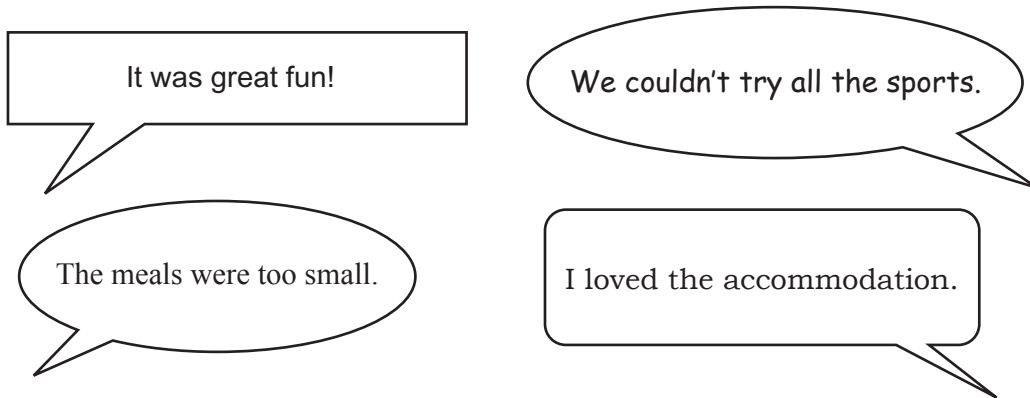 It was great fun!
We couldn't try all the sports.
The meals were too small.
I loved the accommodation.